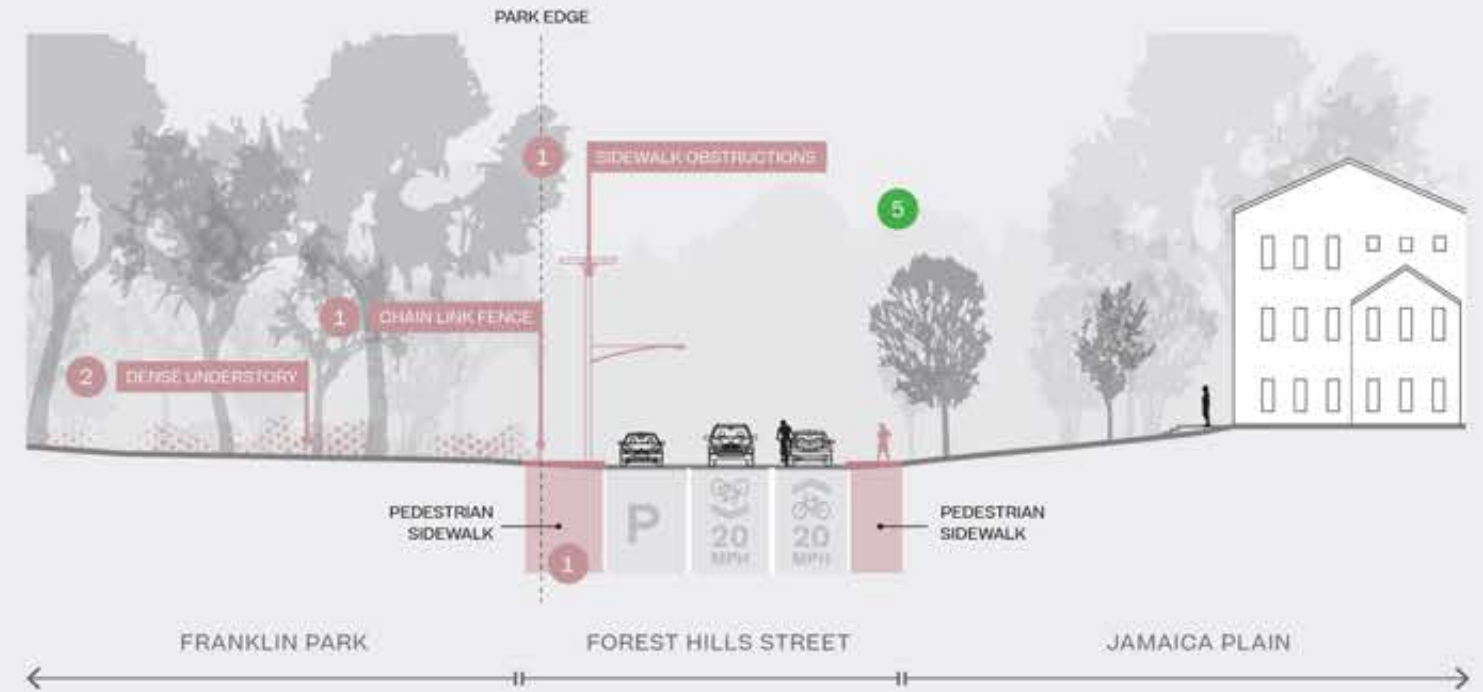 PARK EDGE
1 SIDEWALK OBSTRUCTIONS
5
1 CHAIN LINK FENCE
2 DENSE UNDERSTORY
PEDESTRIAN
SIDEWALK
1
P
20
MPH
20
MPH
PEDESTRIAN
SIDEWALK
FRANKLIN PARK
FOREST HILLS STREET
JAMAICA PLAIN